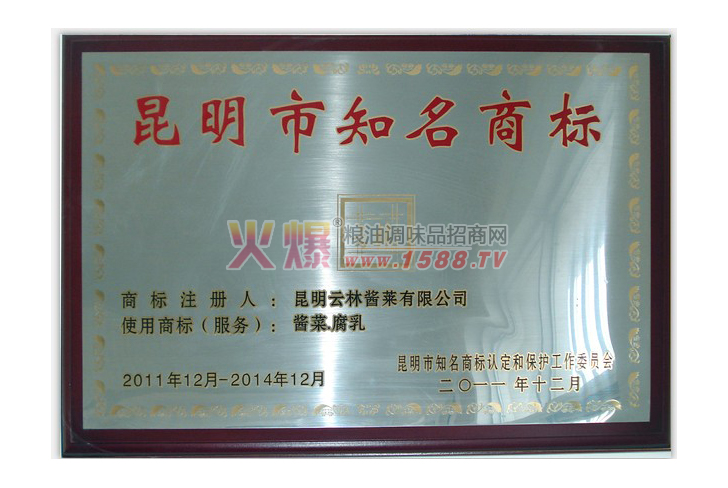 昆明市知名商标
火爆®粮油调味品招商网
www.1588.TV
商标注册人：昆明云林酱菜有限公司
使用商标（服务）：酱菜、腐乳
2011年12月-2014年12月
昆明市知名商标认定和保护工作委员会
二〇一一年十二月